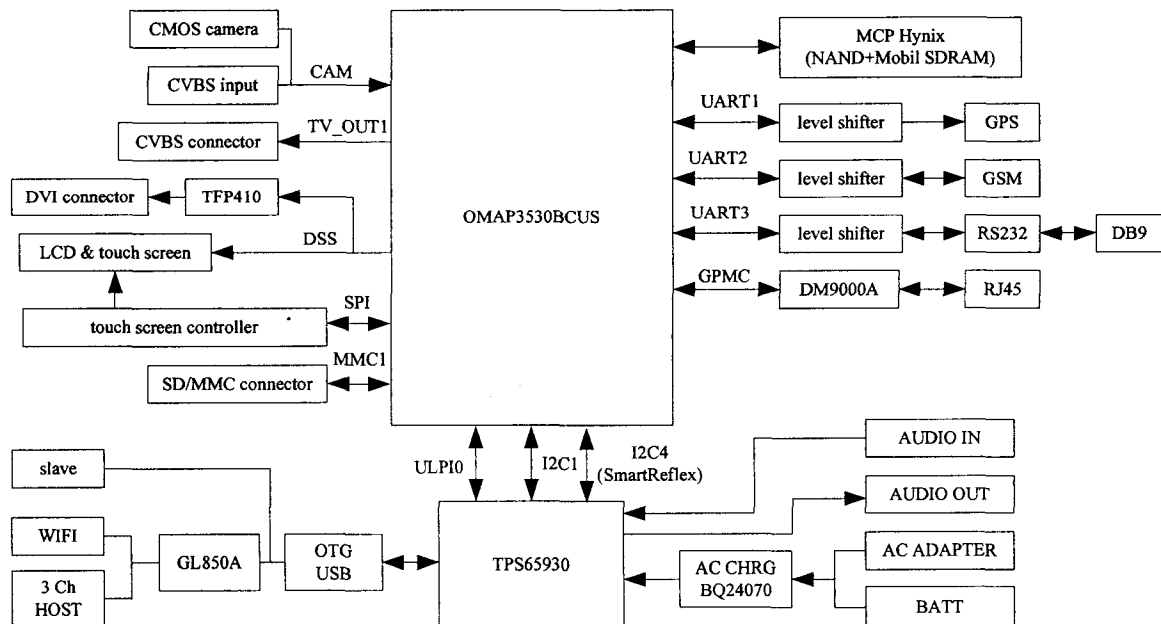 CMOS camera
CVBS input
CAM
CVBS connector
TV_OUT1
DVI connector
TFP410
LCD & touch screen
DSS
touch screen controller
SPI
SD/MMC connector
MMC1
OMAP3530BCUS
MCP Hynix
(NAND+Mobil SDRAM)
UART1
level shifter
GPS
UART2
level shifter
GSM
UART3
level shifter
RS232
DB9
GPMC
DM9000A
RJ45
ULPI0
I2C1
I2C4
(SmartReflex)
slave
WIFI
3 Ch
HOST
GL850A
OTG
USB
TPS65930
AUDIO IN
AUDIO OUT
AC CHRG
BQ24070
AC ADAPTER
BATT